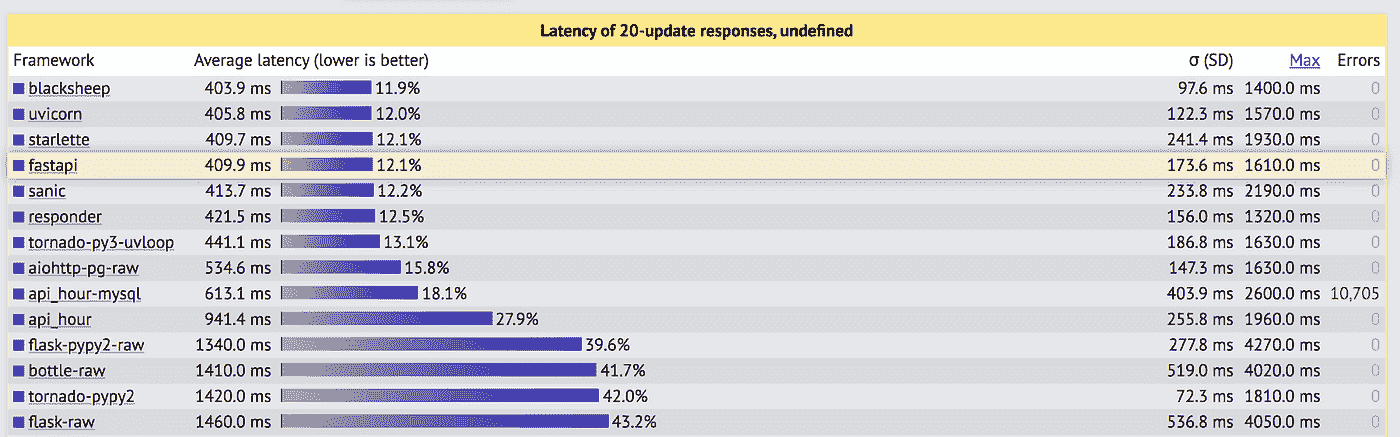 Latency of 20-update responses, undefined
Framework Average latency (lower is better) σ (SD) Max Errors
blacksheep 403.9 ms 11.9% 97.6 ms 1400.0 ms 0
uvicorn 405.8 ms 12.0% 122.3 ms 1570.0 ms 0
starlette 409.7 ms 12.1% 241.4 ms 1930.0 ms 0
fastapi 409.9 ms 12.1% 173.6 ms 1610.0 ms 0
sanic 413.7 ms 12.2% 233.8 ms 2190.0 ms 0
responder 421.5 ms 12.5% 156.0 ms 1320.0 ms 0
tornado-py3-uvloop 441.1 ms 13.1% 186.8 ms 1630.0 ms 0
aiohttp-pg-raw 534.6 ms 15.8% 147.3 ms 1630.0 ms 0
api_hour-mysql 613.1 ms 18.1% 403.9 ms 2600.0 ms 10,705
api_hour 941.4 ms 27.9% 255.8 ms 1960.0 ms 0
flask-pypy2-raw 1340.0 ms 39.6% 277.8 ms 4270.0 ms 0
bottle-raw 1410.0 ms 41.7% 519.0 ms 4020.0 ms 0
tornado-pypy2 1420.0 ms 42.0% 72.3 ms 1810.0 ms 0
flask-raw 1460.0 ms 43.2% 536.8 ms 4050.0 ms 0